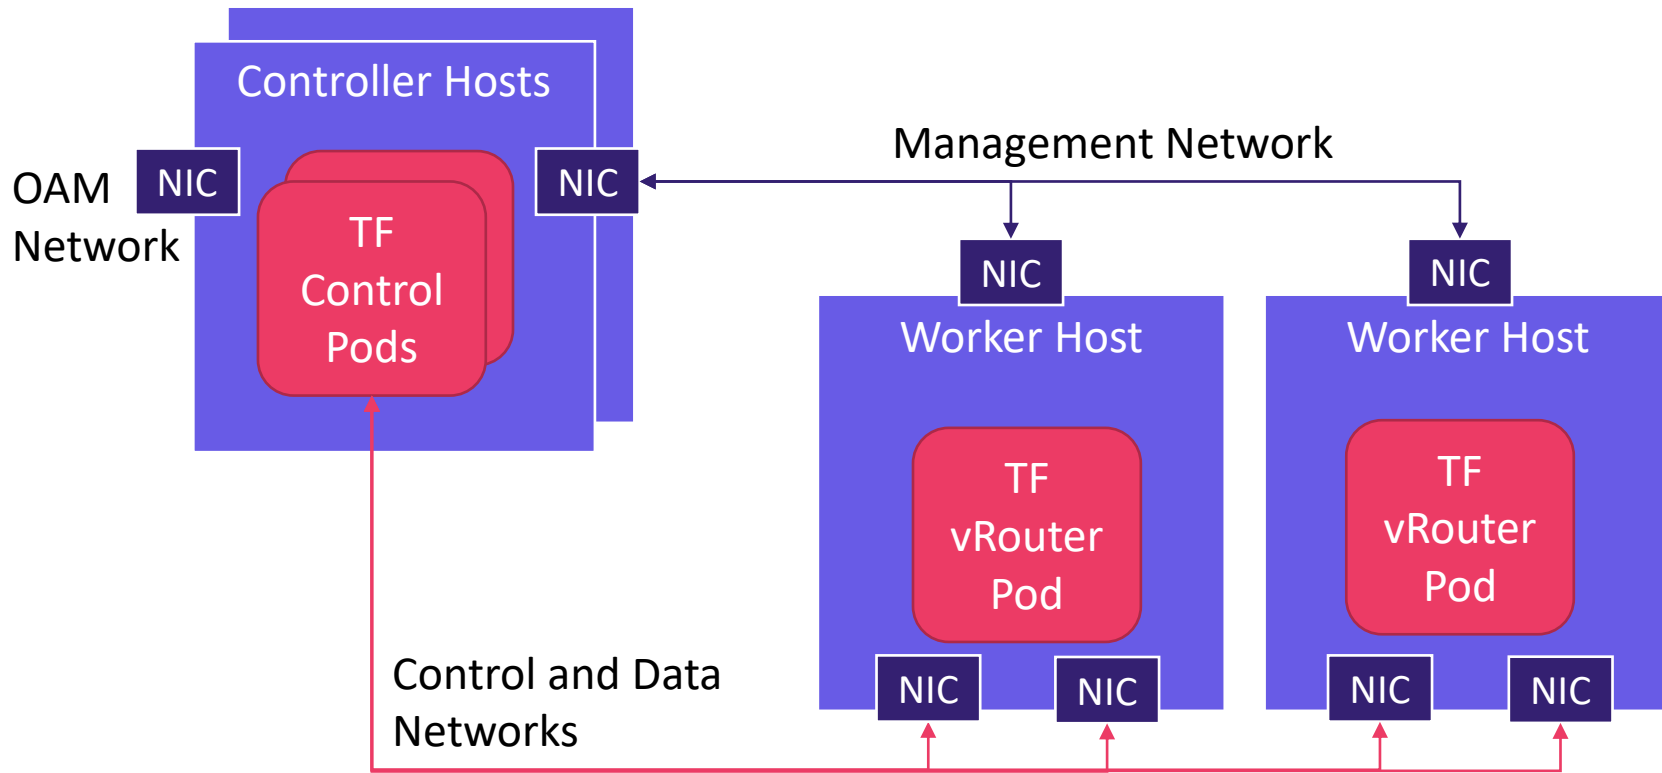 Controller Hosts
OAM
Network
NIC
NIC
TF
Control
Pods
Management Network
NIC
Worker Host
TF
vRouter
Pod
NIC
NIC
NIC
Worker Host
TF
vRouter
Pod
NIC
NIC
Control and Data
Networks